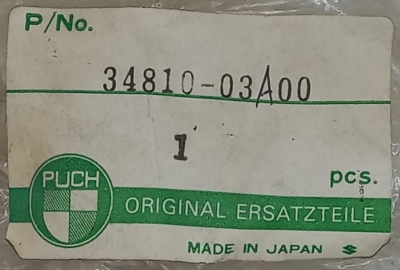 P/No.
34810-03A00
1
pcs.
PUCH
ORIGINAL ERSATZTEILE
MADE IN JAPAN